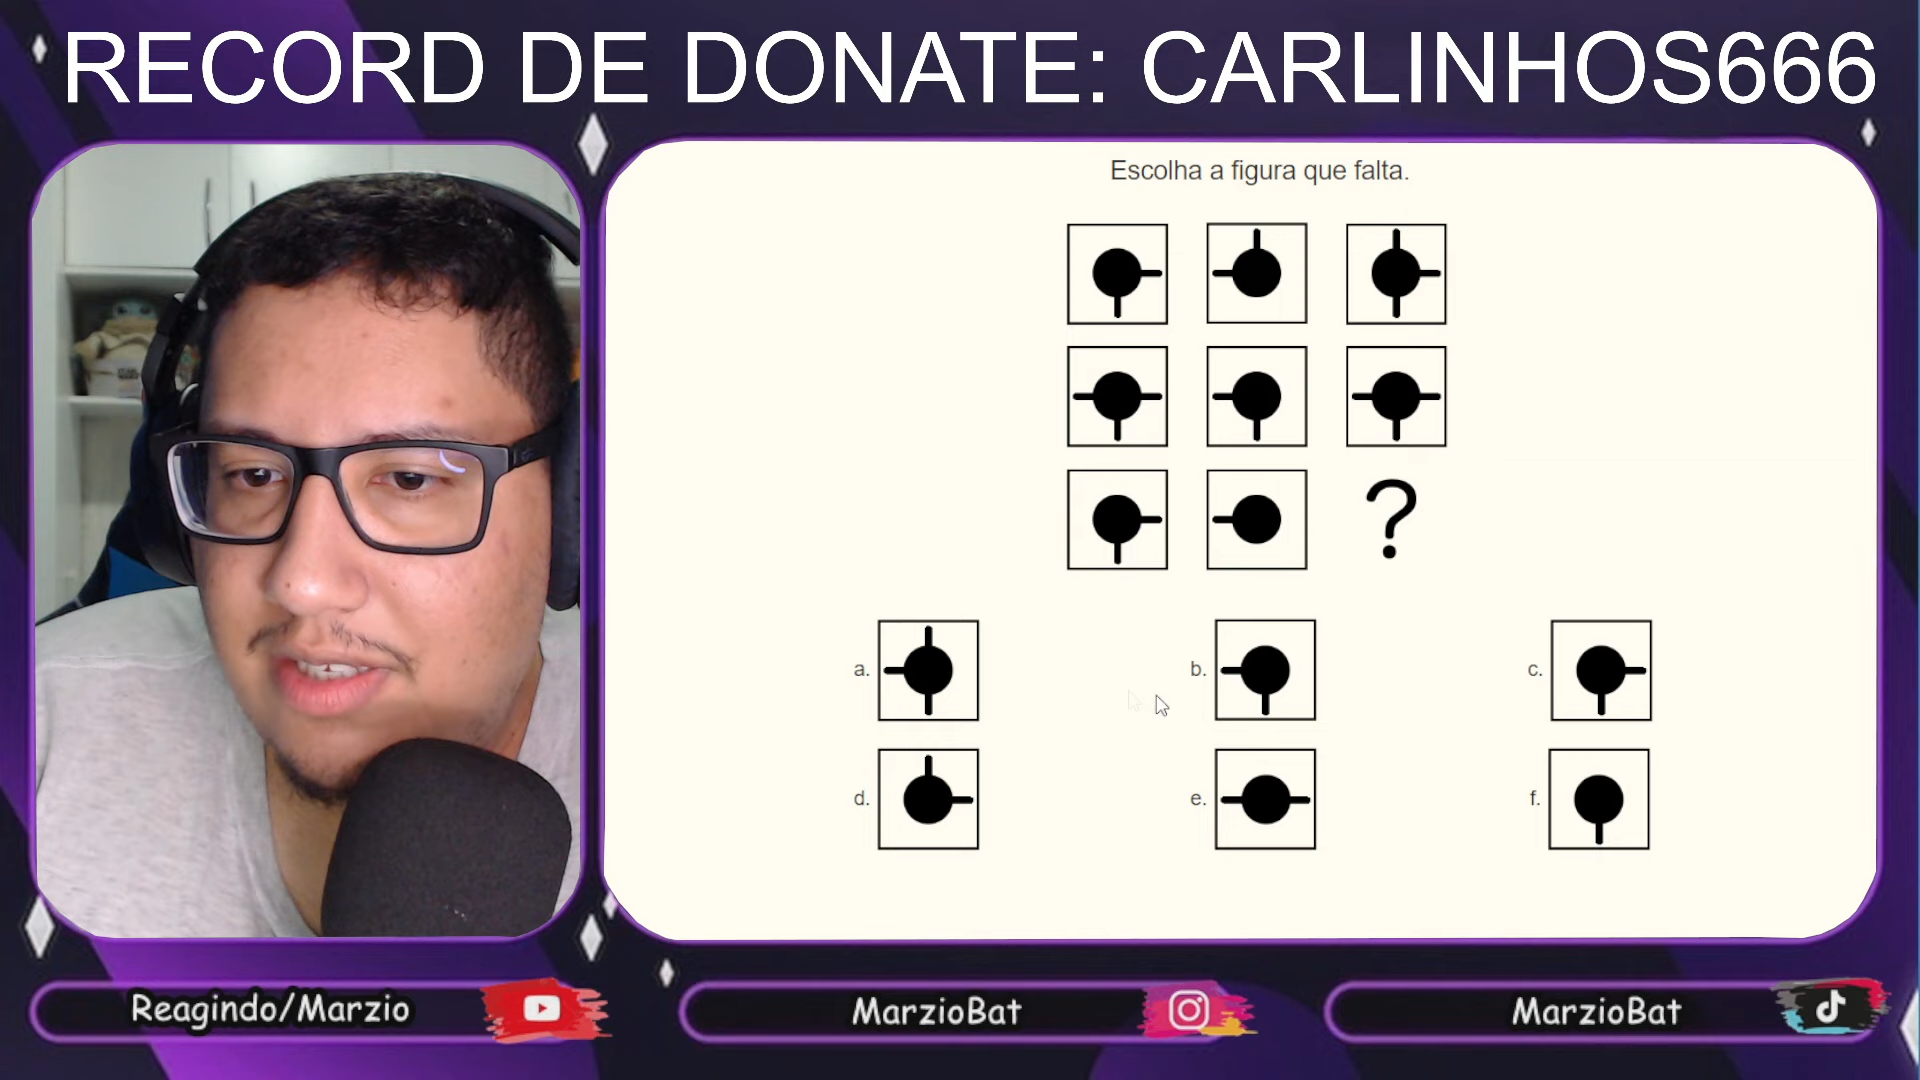 RECORD DE DONATE: CARLINHOS666
Escolha a figura que falta.
?
a.
b.
c.
d.
e.
f.
Reagindo/Marzio
MarzioBat
MarzioBat